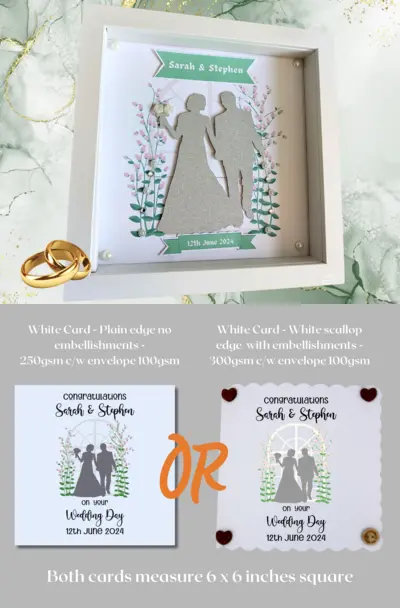 Sarah & Stephen
12th June 2024
White Card - Plain edge no
embellishments -
250gsm c/w envelope 100gsm
White Card - White scallop
edge with embellishments -
300gsm c/w envelope 100gsm
Congratulations
Sarah & Stephen
on your
Wedding Day
12th June 2024
OR
Congratulations
Sarah & Stephen
on your
Wedding Day
12th June 2024
Both cards measure 6 x 6 inches square